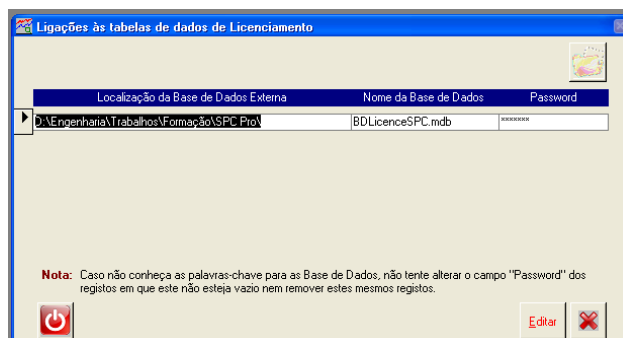 Ligações às tabelas de dados de Licenciamento
Localização da Base de Dados Externa Nome da Base de Dados Password
D:\Engenharia\Trabalhos\Formação\SPC Pro\ BDLicenceSPC.mdb *******
Nota: Caso não conheça as palavras-chave para as Base de Dados, não tente alterar o campo "Password" dos
registos em que este não esteja vazio nem remover estes mesmos registos.
Editar